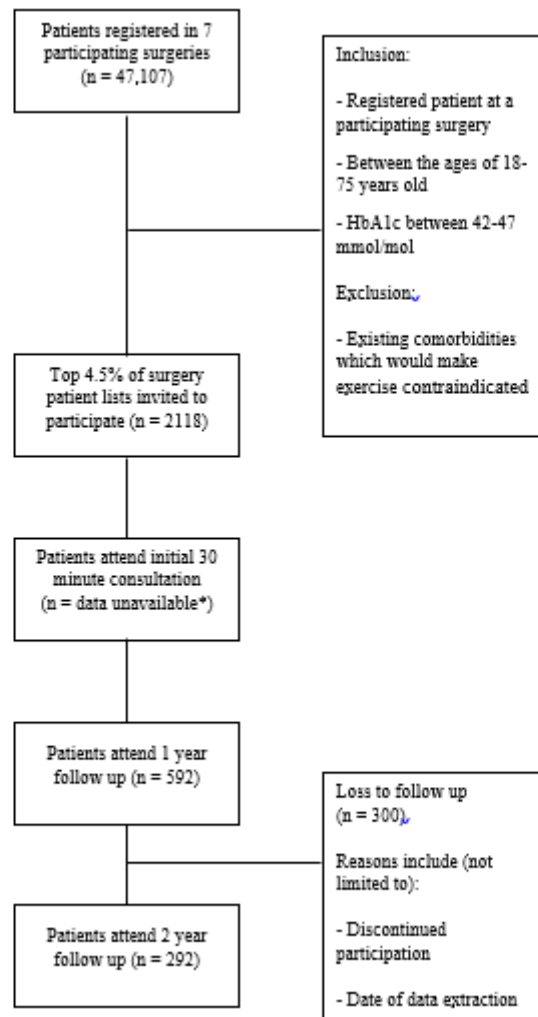 Patients registered in 7
participating surgeries
(n = 47,107)
Inclusion:
- Registered patient at a
participating surgery
- Between the ages of 18-
75 years old
- HbA1c between 42-47
mmol/mol
Exclusion:
- Existing comorbidities
which would make
exercise contraindicated
Top 4.5% of surgery
patient lists invited to
participate (n = 2118)
Patients attend initial 30
minute consultation
(n = data unavailable*)
Patients attend 1 year
follow up (n = 592)
Loss to follow up
(n = 300)
Reasons include (not
limited to):
- Discontinued
participation
- Date of data extraction
Patients attend 2 year
follow up (n = 292)